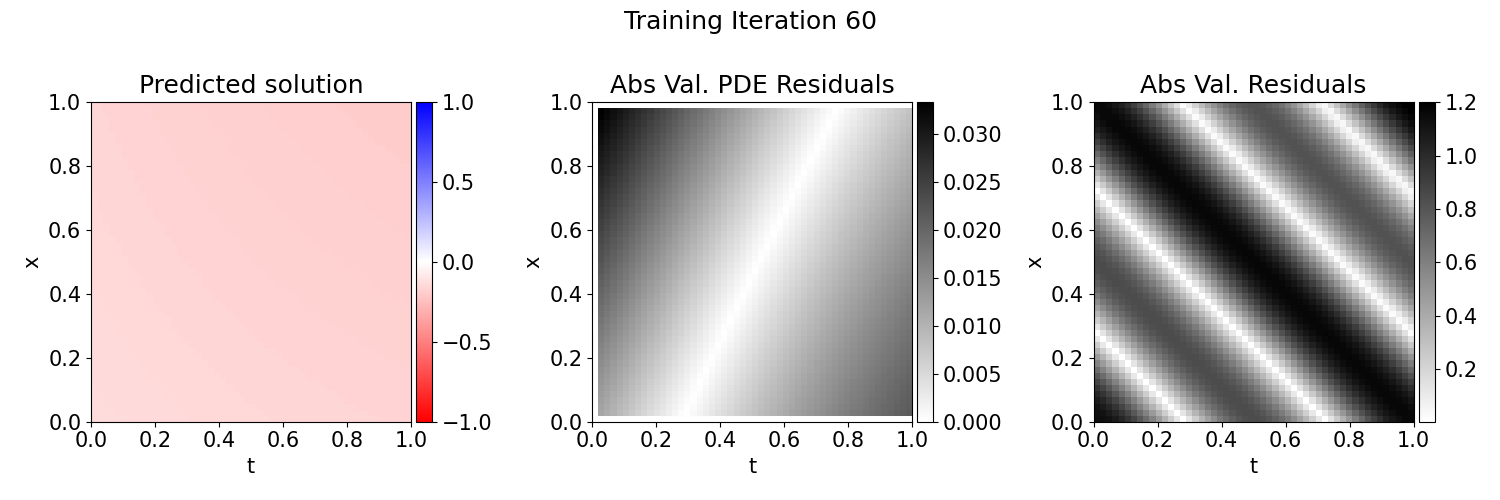 Training Iteration 60
Predicted solution
1.0
0.8
0.6
0.4
0.2
0.0
x
0.0 0.2 0.4 0.6 0.8 1.0
t
1.0
0.5
0.0
−0.5
−1.0
Abs Val. PDE Residuals
1.0
0.8
0.6
0.4
0.2
0.0
x
0.0 0.2 0.4 0.6 0.8 1.0
t
0.030
0.025
0.020
0.015
0.010
0.005
0.000
Abs Val. Residuals
1.0
0.8
0.6
0.4
0.2
0.0
x
0.0 0.2 0.4 0.6 0.8 1.0
t
1.2
1.0
0.8
0.6
0.4
0.2